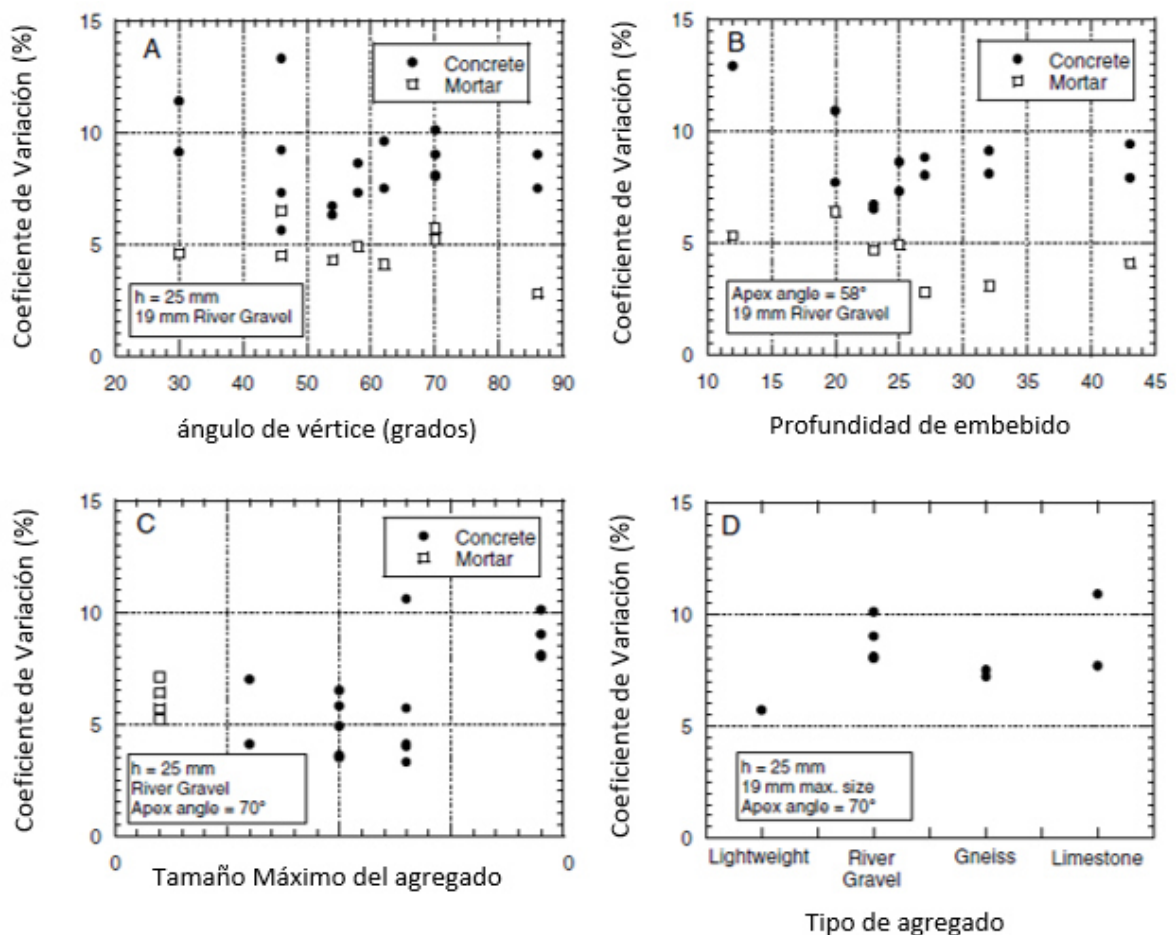 Coeficiente de Variación (%)
15
10
5
0
A
Concrete
Mortar
h = 25 mm
19 mm River Gravel
20 30 40 50 60 70 80 90
ángulo de vértice (grados)
Coeficiente de Variación (%)
15
10
5
0
B
Concrete
Mortar
Apex angle = 58°
19 mm River Gravel
10 15 20 25 30 35 40 45
Profundidad de embebido
Coeficiente de Variación (%)
15
10
5
0
C
Concrete
Mortar
h = 25 mm
River Gravel
Apex angle = 70°
0 0
Tamaño Máximo del agregado
Coeficiente de Variación (%)
15
10
5
0
D
h = 25 mm
19 mm max. size
Apex angle = 70°
Lightweight River Gneiss Limestone
Gravel
Tipo de agregado